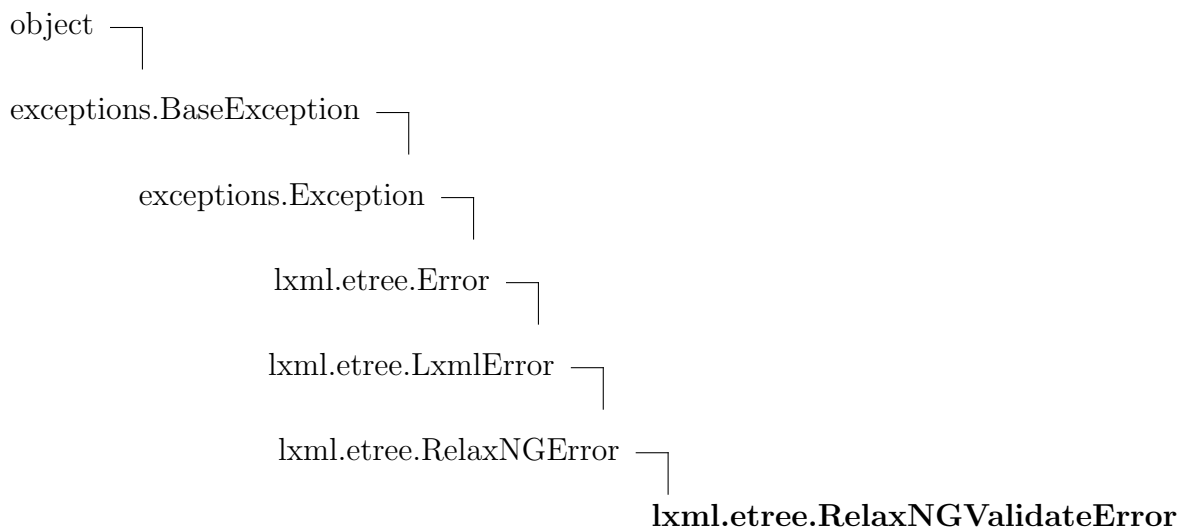 object
exceptions.BaseException
exceptions.Exception
lxml.etree.Error
lxml.etree.LxmlError
lxml.etree.RelaxNGError
lxml.etree.RelaxNGValidateError